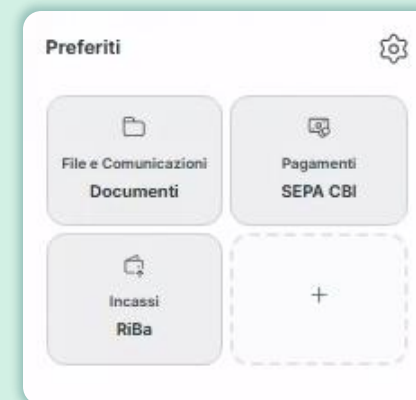 Preferiti
File e Comunicazioni
Documenti
Pagamenti
SEPA CBI
Incassi
RiBa
+